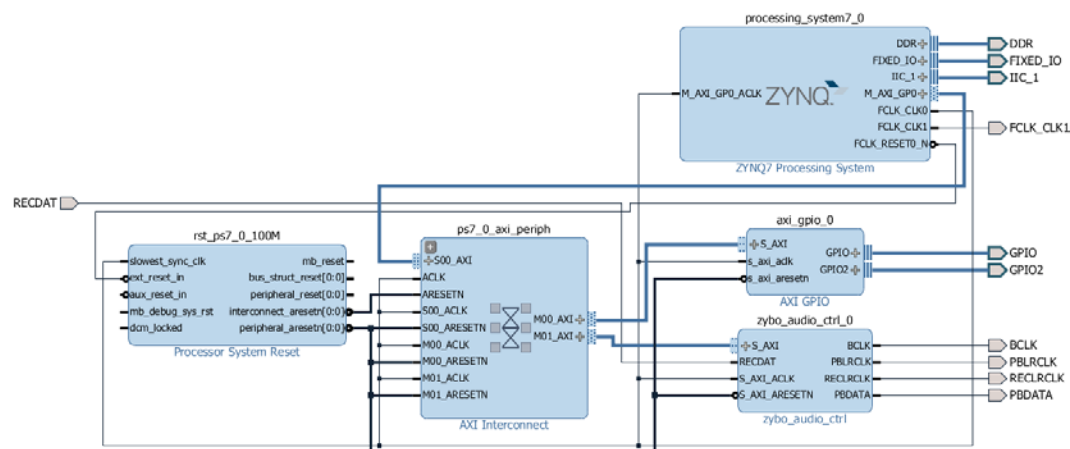 processing_system7_0
DDR
FIXED_IO
IIC_1
M_AXI_GP0_ACLK
ZYNQ
M_AXI_GP0
FCLK_CLK0
FCLK_CLK1
FCLK_RESET0_N
ZYNQ7 Processing System
DDR
FIXED_IO
IIC_1
FCLK_CLK1
RECDAT
rst_ps7_0_100M
slowest_sync_clk
ext_reset_in
aux_reset_in
mb_debug_sys_rst
dcm_locked
mb_reset
bus_struct_reset[0:0]
peripheral_reset[0:0]
interconnect_aresetn[0:0]
peripheral_aresetn[0:0]
Processor System Reset
ps7_0_axi_periph
S00_AXI
ACLK
ARESETN
S00_ACLK
S00_ARESETN
M00_ACLK
M00_ARESETN
M01_ACLK
M01_ARESETN
M00_AXI
M01_AXI
AXI Interconnect
axi_gpio_0
S_AXI
s_axi_aclk
s_axi_aresetn
GPIO
GPIO2
AXI GPIO
GPIO
GPIO2
zybo_audio_ctrl_0
S_AXI
RECDAT
S_AXI_ACLK
S_AXI_ARESETN
BCLK
PBLRCLK
RECLRCLK
PBDATA
zybo_audio_ctrl
BCLK
PBLRCLK
RECLRCLK
PBDATA